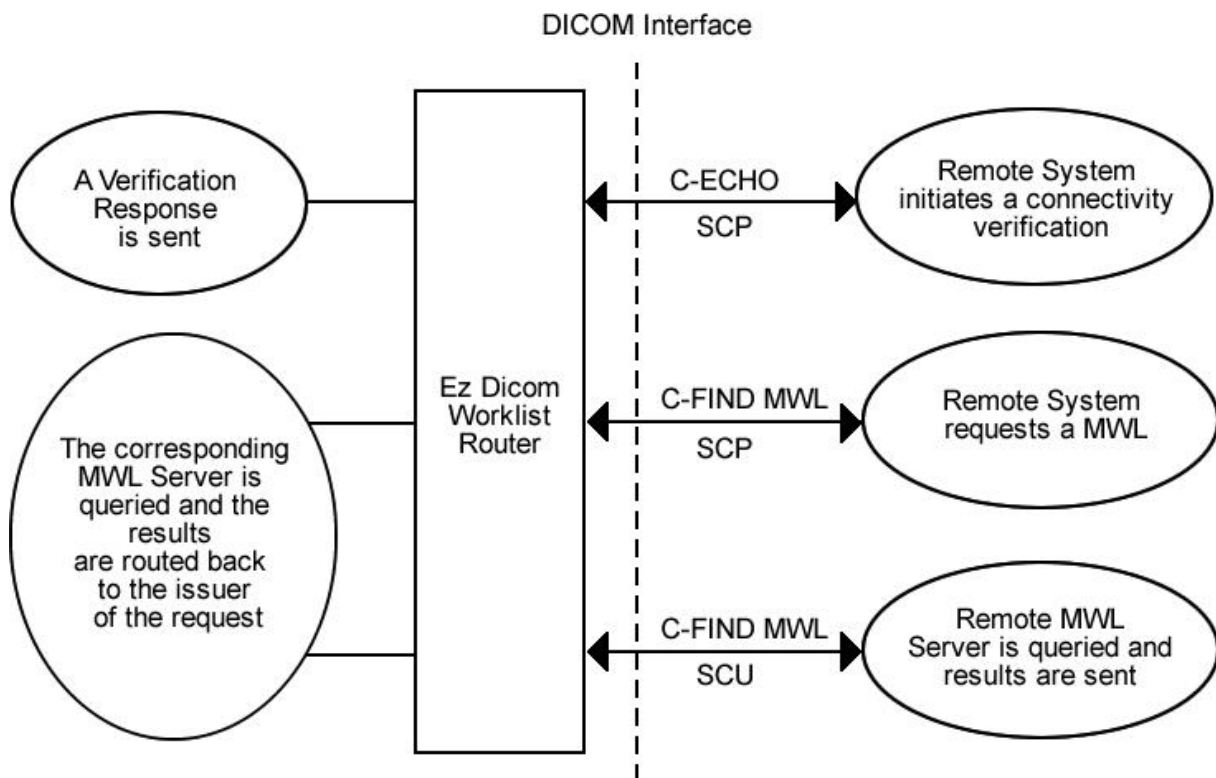 DICOM Interface
A Verification
Response
is sent
C-ECHO
SCP
Remote System
initiates a connectivity
verification
The corresponding
MWL Server is
queried and the
results
are routed back
to the issuer
of the request
Ez Dicom
Worklist
Router
C-FIND MWL
SCP
Remote System
requests a MWL
C-FIND MWL
SCU
Remote MWL
Server is queried and
results are sent